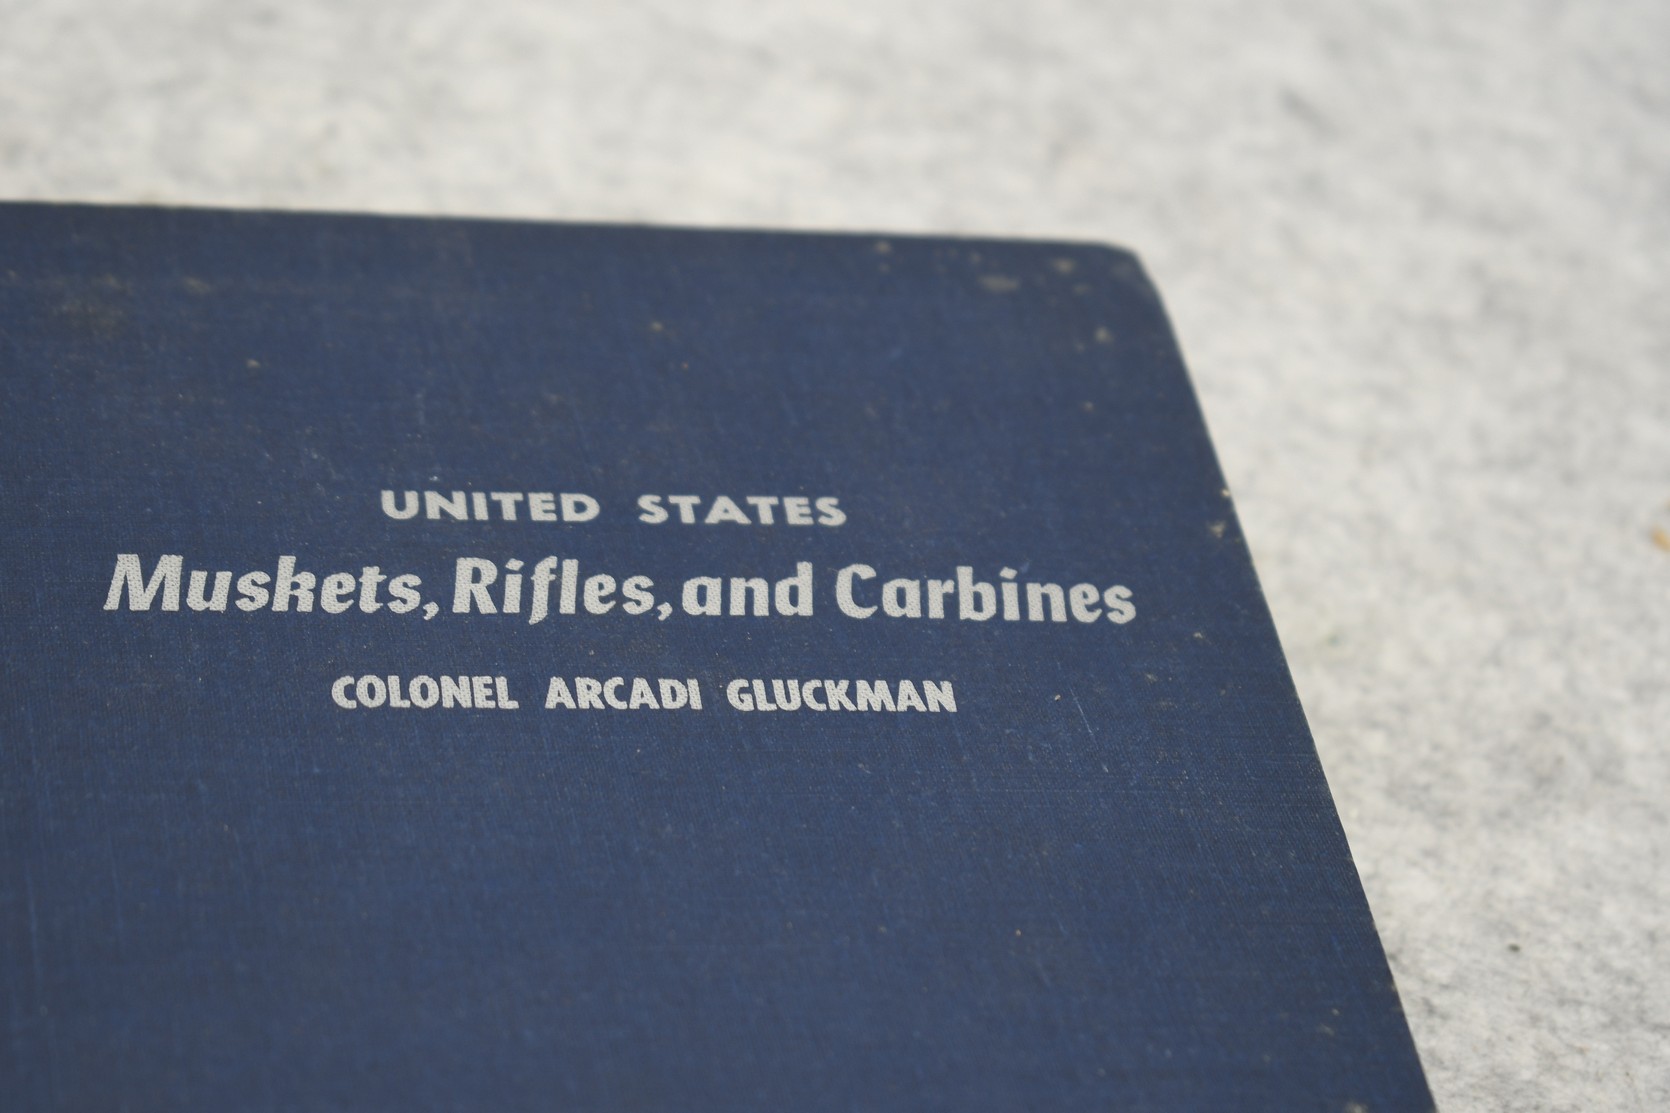 UNITED STATES
Muskets, Rifles, and Carbines
COLONEL ARCADI GLUCKMAN